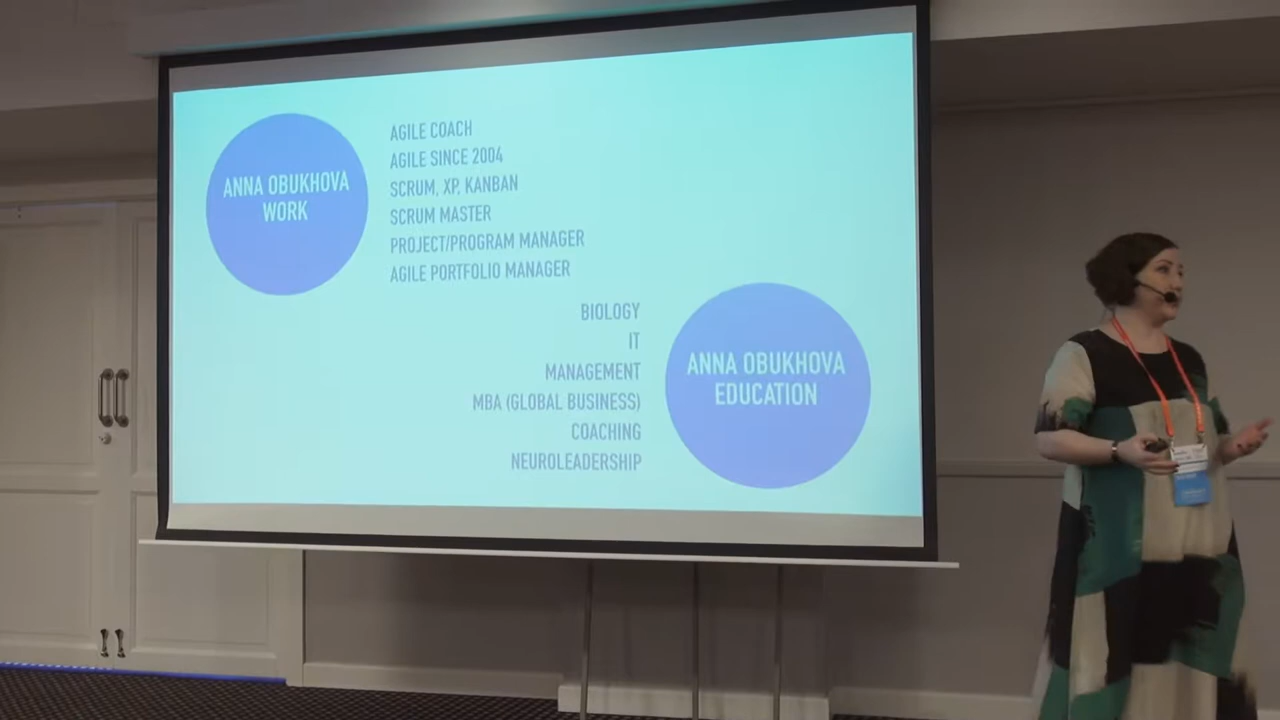 ANNA OBUKHOVA
WORK
AGILE COACH
AGILE SINCE 2004
SCRUM, XP, KANBAN
SCRUM MASTER
PROJECT/PROGRAM MANAGER
AGILE PORTFOLIO MANAGER
BIOLOGY
IT
MANAGEMENT
MBA (GLOBAL BUSINESS)
COACHING
NEUROLEADERSHIP
ANNA OBUKHOVA
EDUCATION